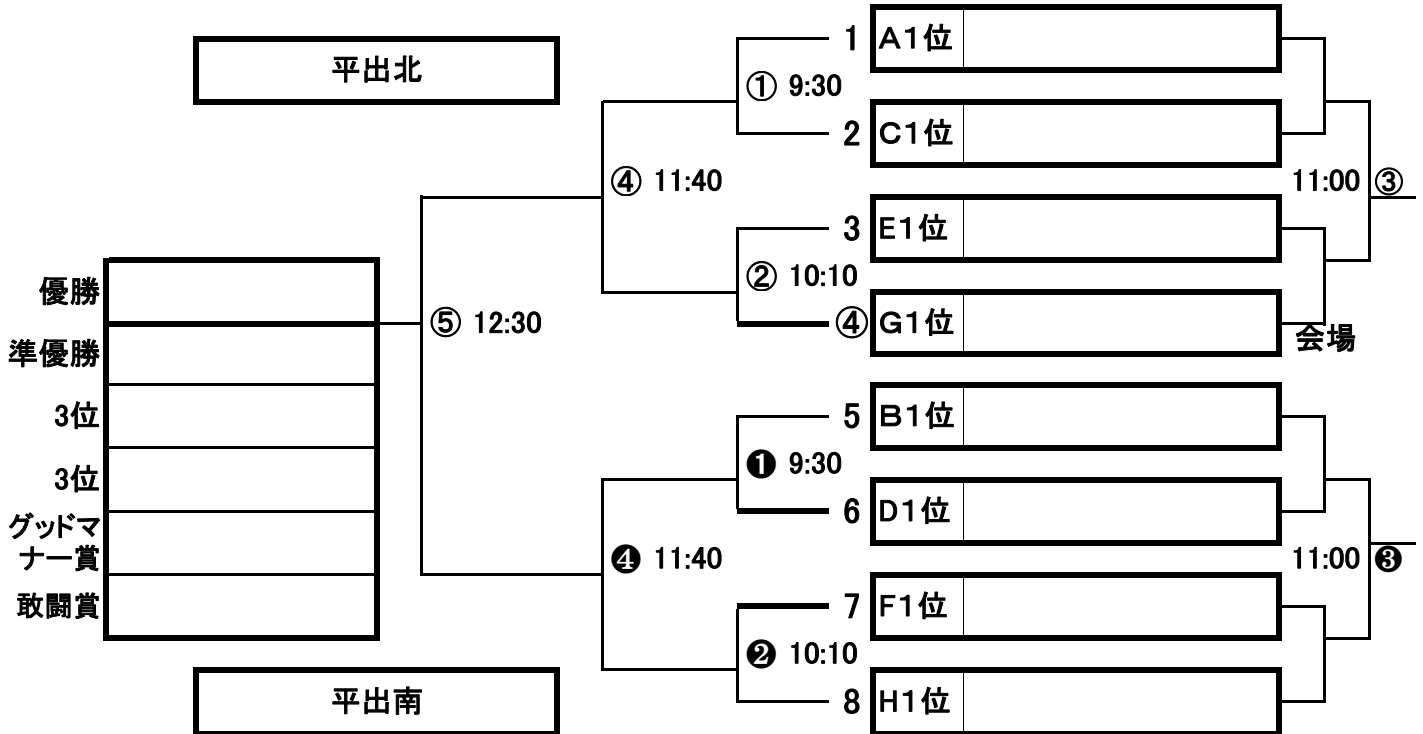 平出北
1 A1位
① 9:30
2 C1位
④ 11:40
11:00 ③
3 E1位
② 10:10
④ G1位
会場
優勝
⑤ 12:30
準優勝
3位
3位
グッドマ
ナー賞
敢闘賞
5 B1位
❶ 9:30
6 D1位
❹ 11:40
11:00 ❸
7 F1位
❷ 10:10
8 H1位
平出南